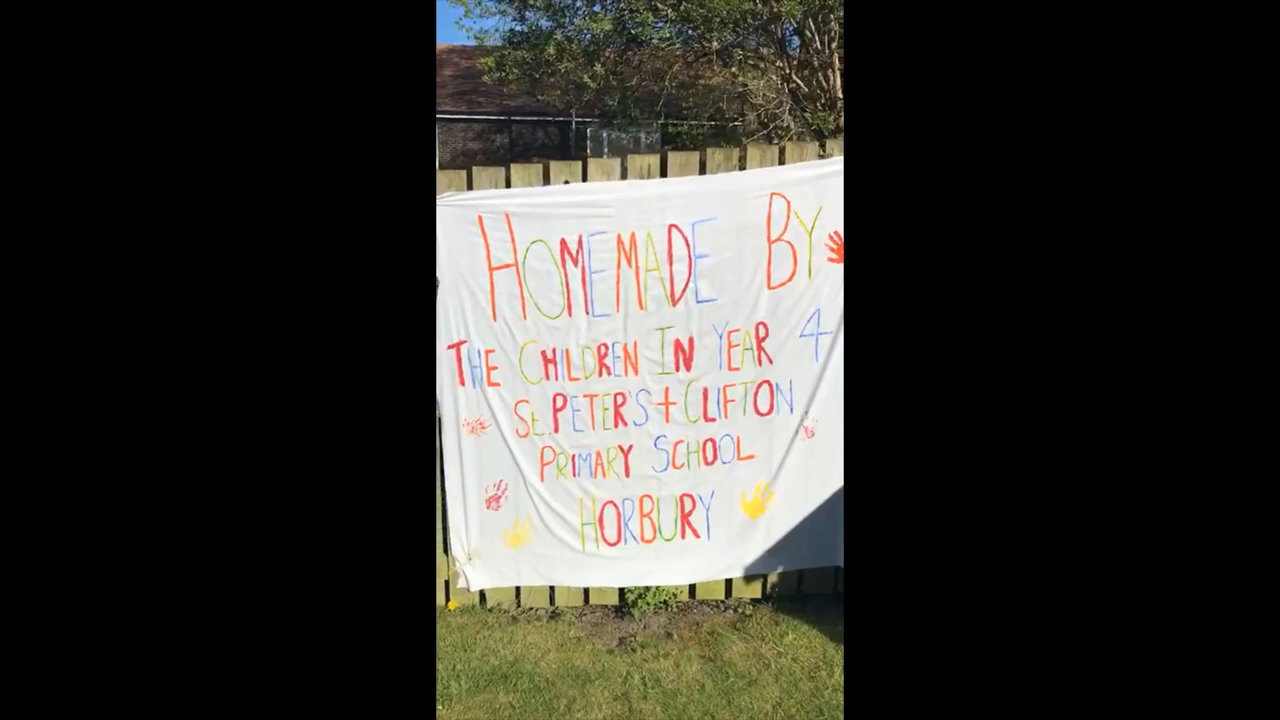 HOMEMADE BY
THE CHILDREN IN YEAR 4
St. PETER'S + CLIFTON
PRIMARY SCHOOL
HORBURY